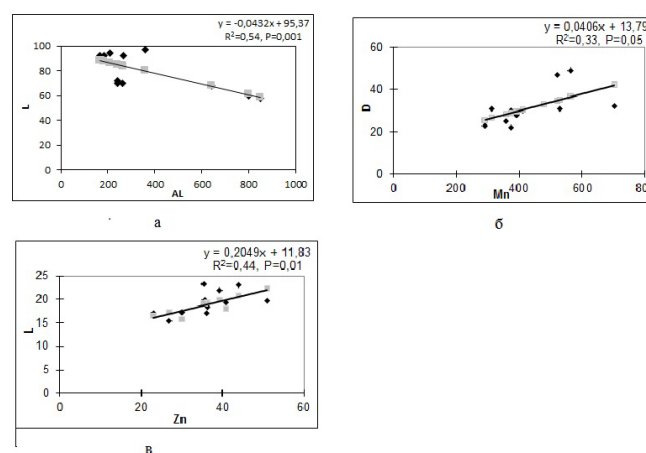 y = -0,0432x + 95,37
R²=0,54, P=0,001
100
80
60
40
20
0
L
0 200 400 600 800 1000
AL
а
y = 0,0406x + 13,79
R²=0,33, P=0,05
60
40
20
0
D
0 200 400 600 80
Mn
б
y = 0,2049x + 11,83
R²=0,44, P=0,01
25
20
15
10
5
0
L
0 20 40 60
Zn
в